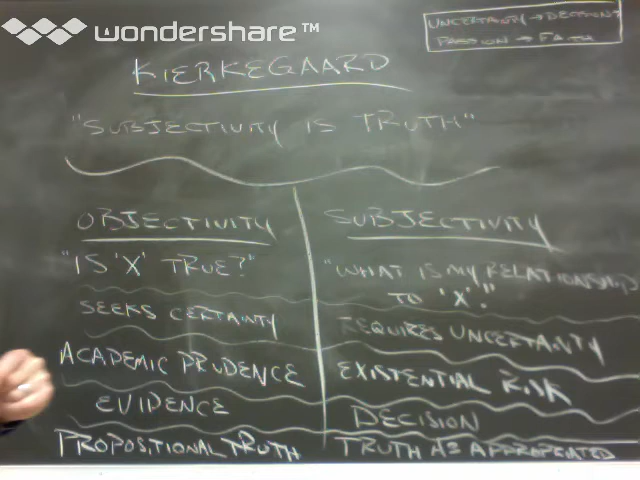 wondershare™
UNCERTAINTY → DECISION?
PASSION → FAITH
KIERKEGAARD
"SUBJECTIVITY IS TRUTH"
OBJECTIVITY
SUBJECTIVITY
"IS 'X' TRUE?"
"WHAT IS MY RELATIONSHIP
TO 'X'."
SEEKS CERTAINTY
REQUIRES UNCERTAINTY
ACADEMIC PRUDENCE
EXISTENTIAL RISK
EVIDENCE
DECISION
PROPOSITIONAL TRUTH
TRUTH AS APPROPRIATED